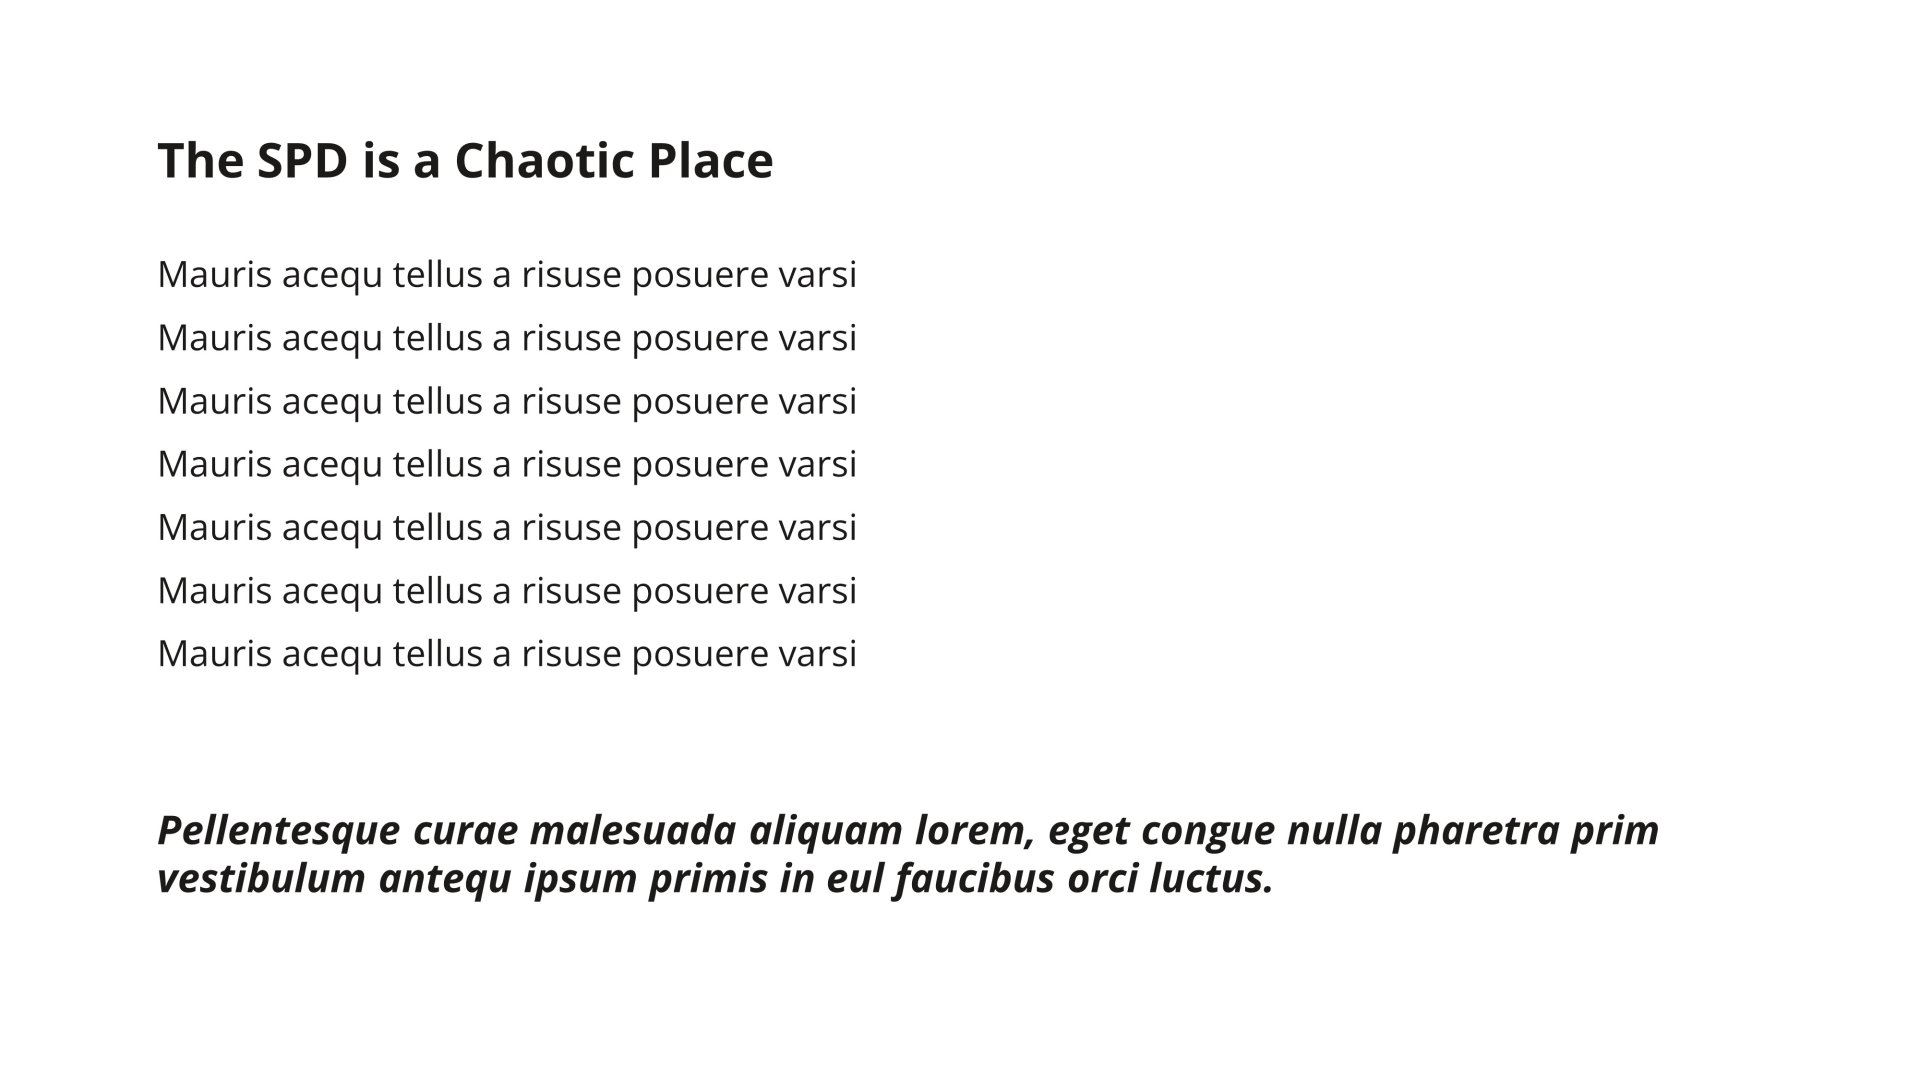 The SPD is a Chaotic Place
Mauris acequ tellus a risuse posuere varsi
Mauris acequ tellus a risuse posuere varsi
Mauris acequ tellus a risuse posuere varsi
Mauris acequ tellus a risuse posuere varsi
Mauris acequ tellus a risuse posuere varsi
Mauris acequ tellus a risuse posuere varsi
Mauris acequ tellus a risuse posuere varsi
Pellentesque curae malesuada aliquam lorem, eget congue nulla pharetra prim
vestibulum antequ ipsum primis in eul faucibus orci luctus.